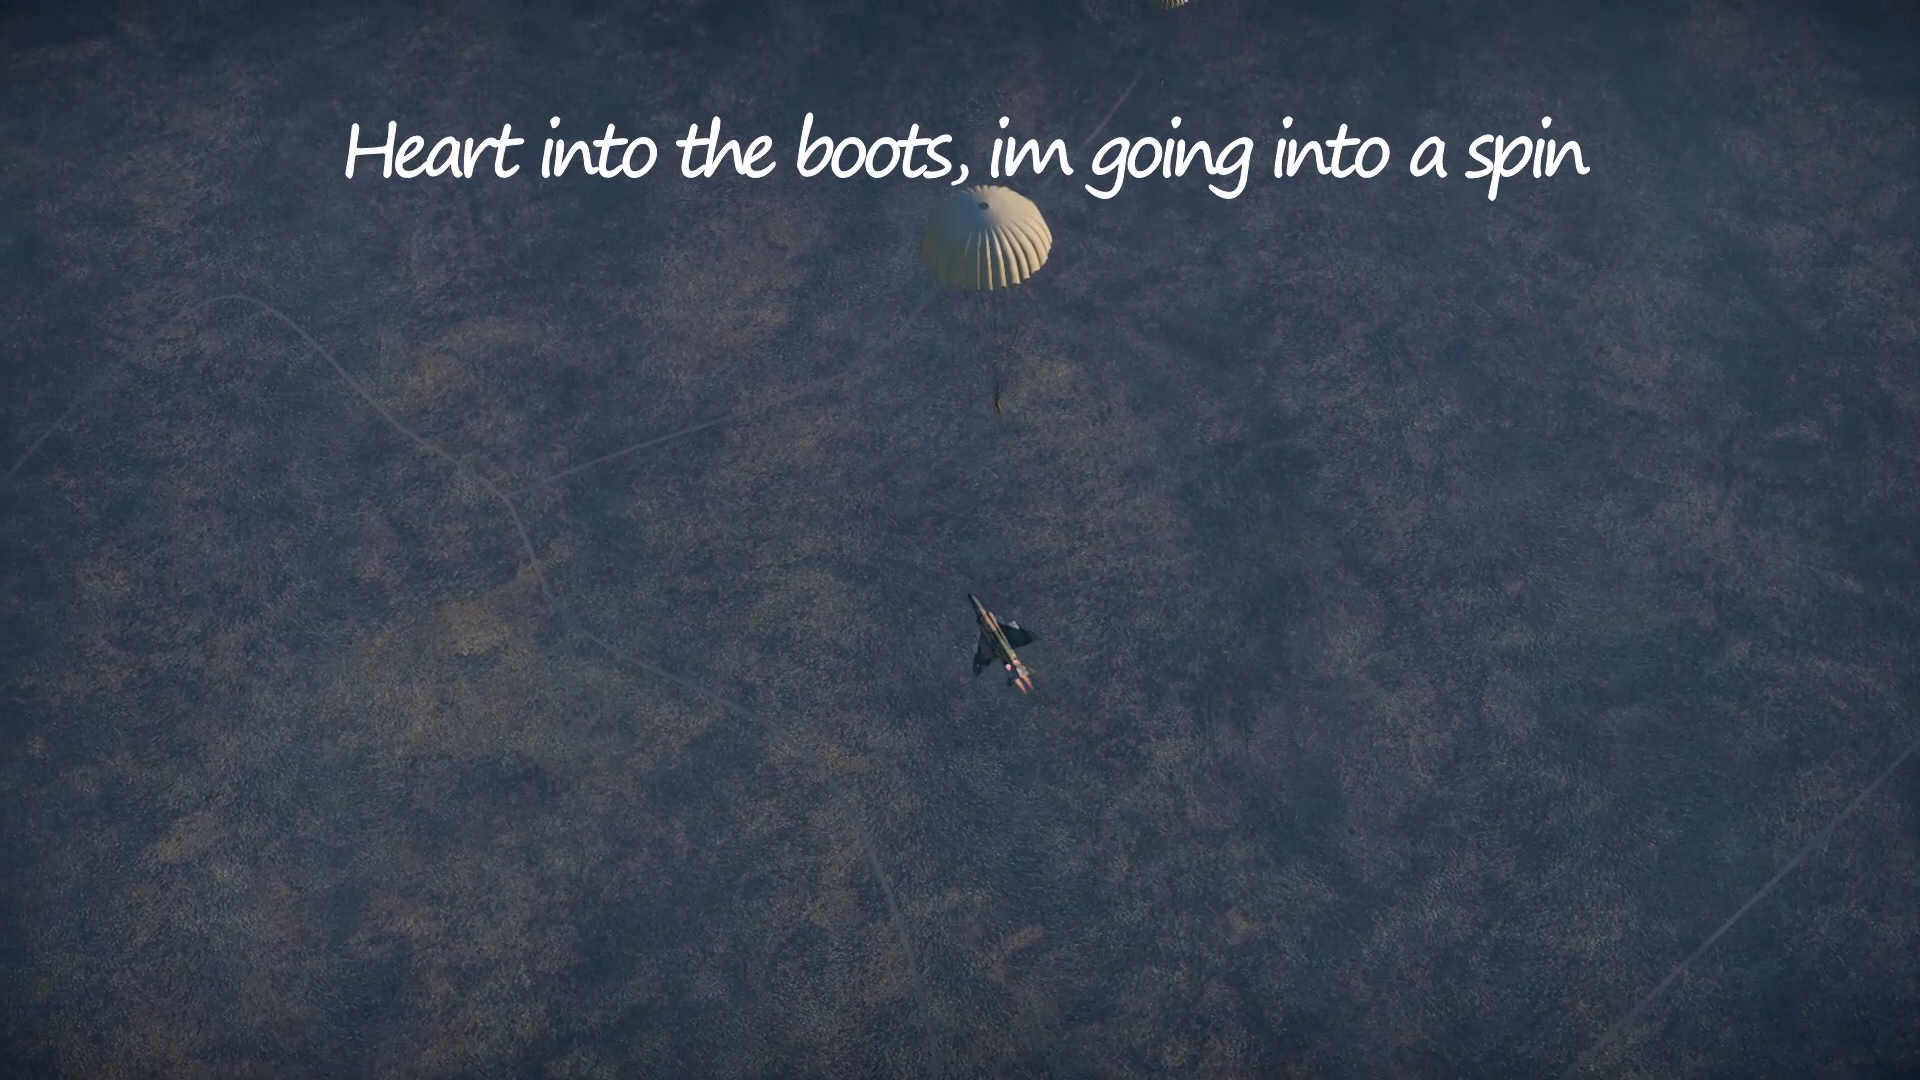 Heart into the boots, im going into a spin